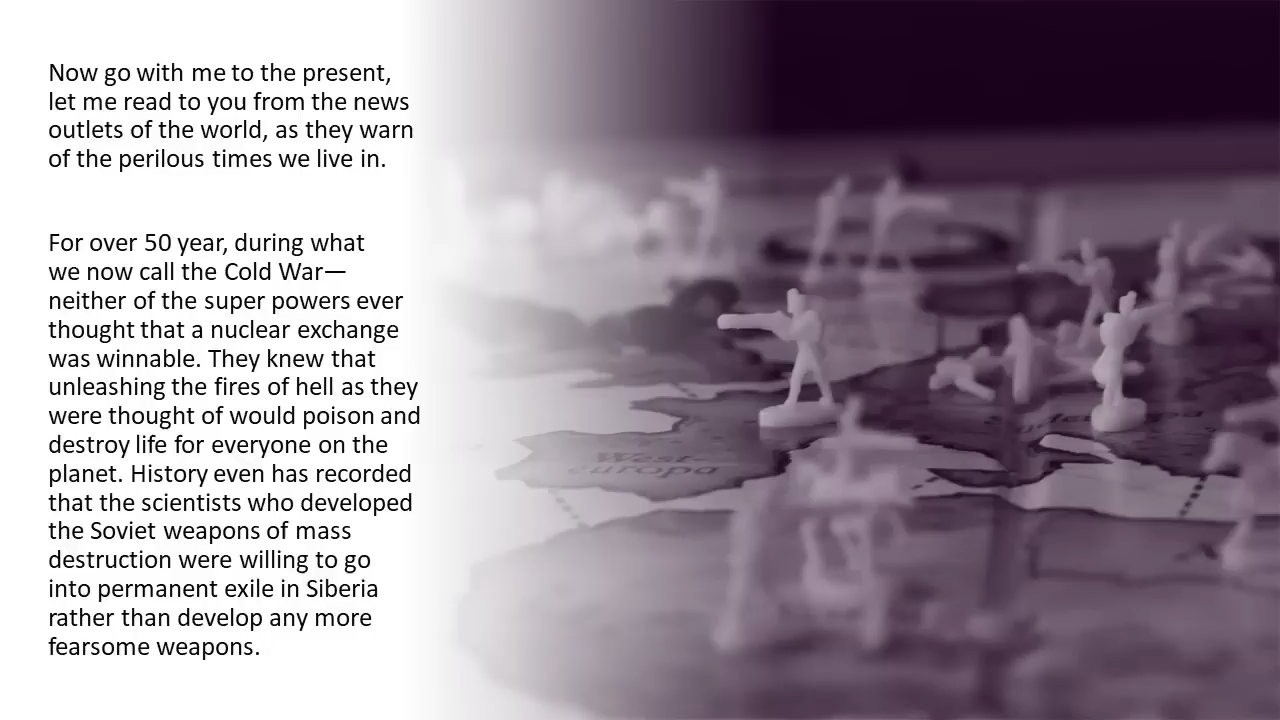 Now go with me to the present,
let me read to you from the news
outlets of the world, as they warn
of the perilous times we live in.
For over 50 year, during what
we now call the Cold War—
neither of the super powers ever
thought that a nuclear exchange
was winnable. They knew that
unleashing the fires of hell as they
were thought of would poison and
destroy life for everyone on the
planet. History even has recorded
that the scientists who developed
the Soviet weapons of mass
destruction were willing to go
into permanent exile in Siberia
rather than develop any more
fearsome weapons.
West-
europa